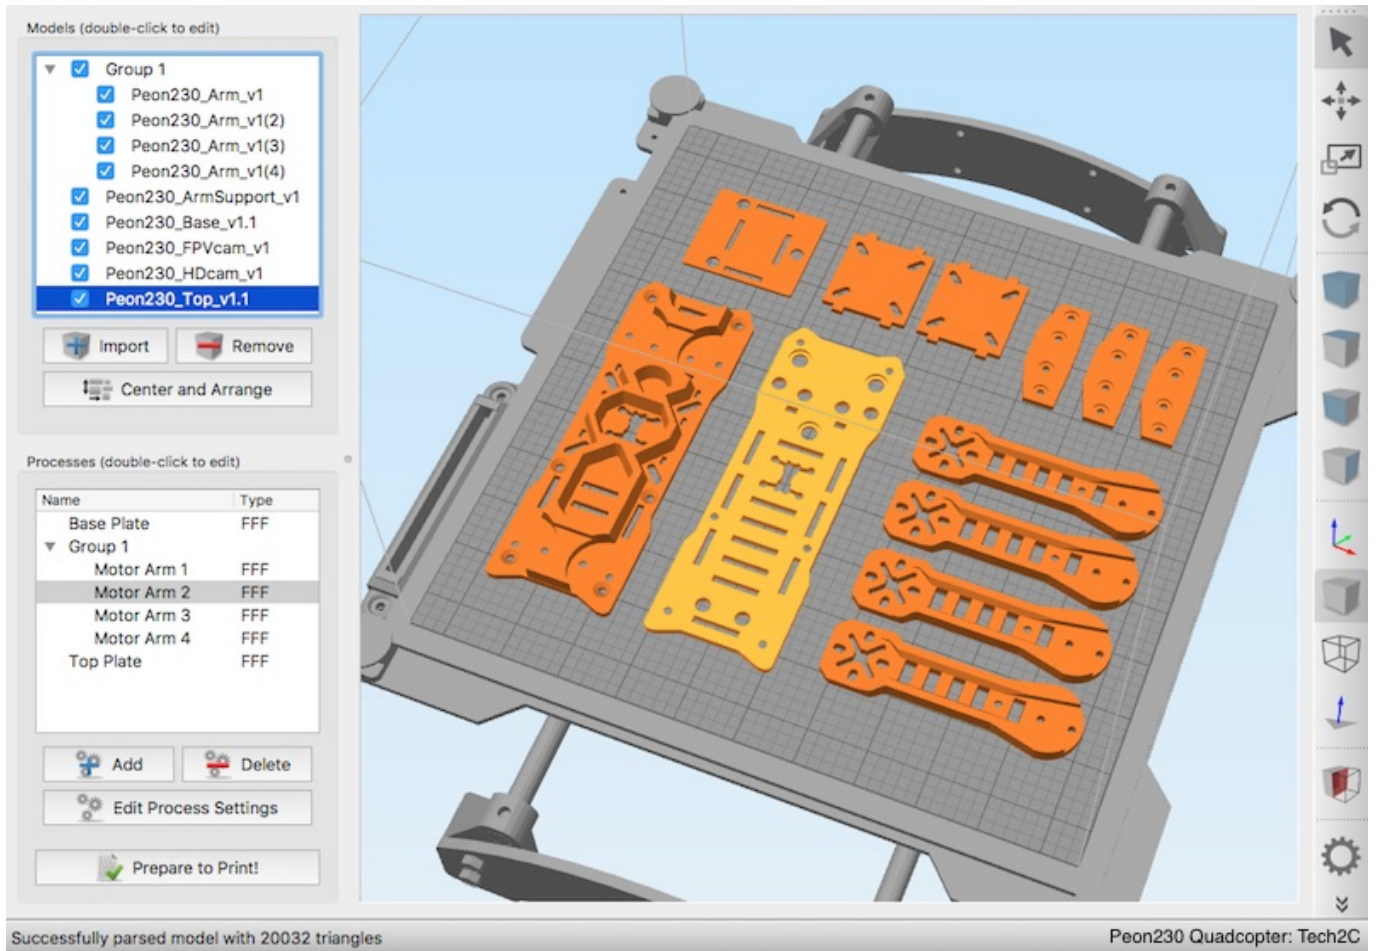 Models (double-click to edit)
Group 1
Peon230_Arm_v1
Peon230_Arm_v1(2)
Peon230_Arm_v1(3)
Peon230_Arm_v1(4)
Peon230_ArmSupport_v1
Peon230_Base_v1.1
Peon230_FPVcam_v1
Peon230_HDcam_v1
Peon230_Top_v1.1
Import Remove
Center and Arrange
Processes (double-click to edit)
Name Type
Base Plate FFF
Group 1
Motor Arm 1 FFF
Motor Arm 2 FFF
Motor Arm 3 FFF
Motor Arm 4 FFF
Top Plate FFF
Add Delete
Edit Process Settings
Prepare to Print!
Successfully parsed model with 20032 triangles
Peon230 Quadcopter: Tech2C